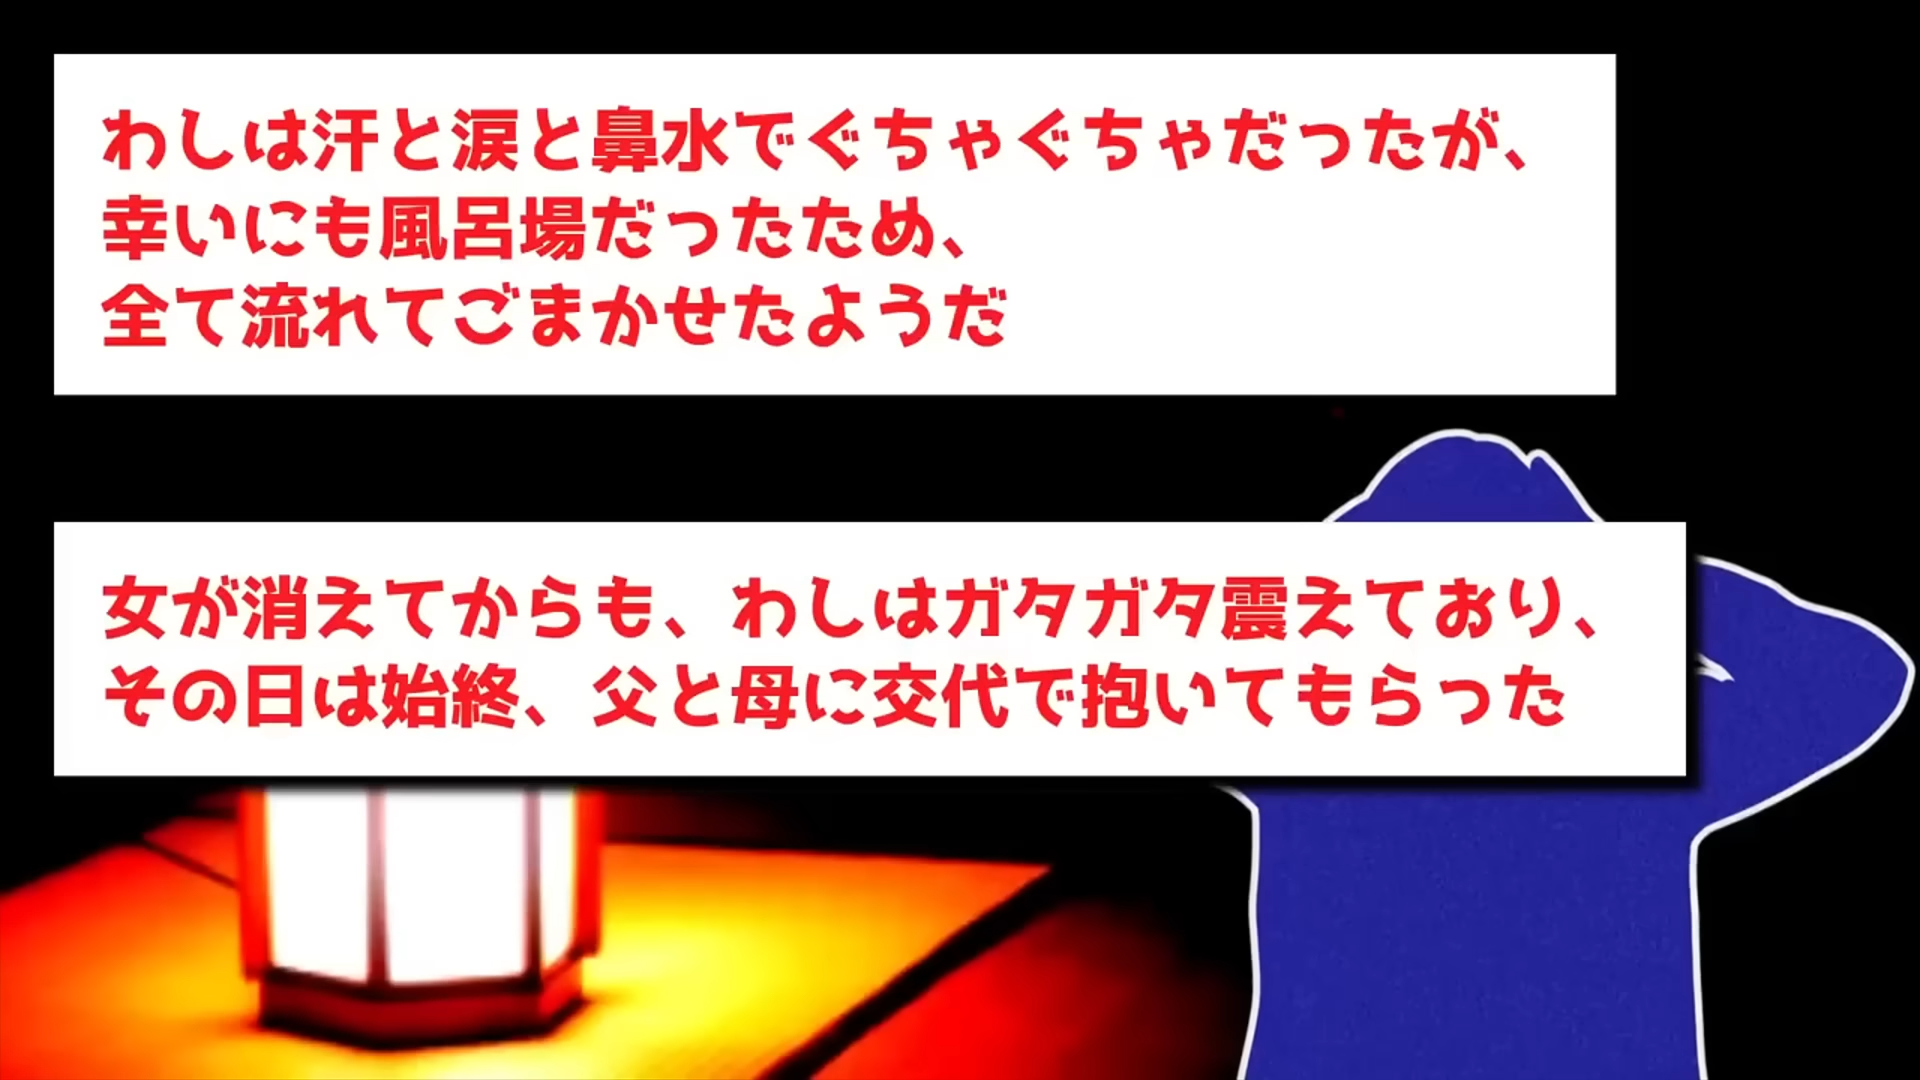 わしは汗と涙と鼻水でぐちゃぐちゃだったが、
幸いにも風呂場だったため、
全て流れてごまかせたようだ
女が消えてからも、わしはガタガタ震えており、
その日は始終、父と母に交代で抱いてもらった